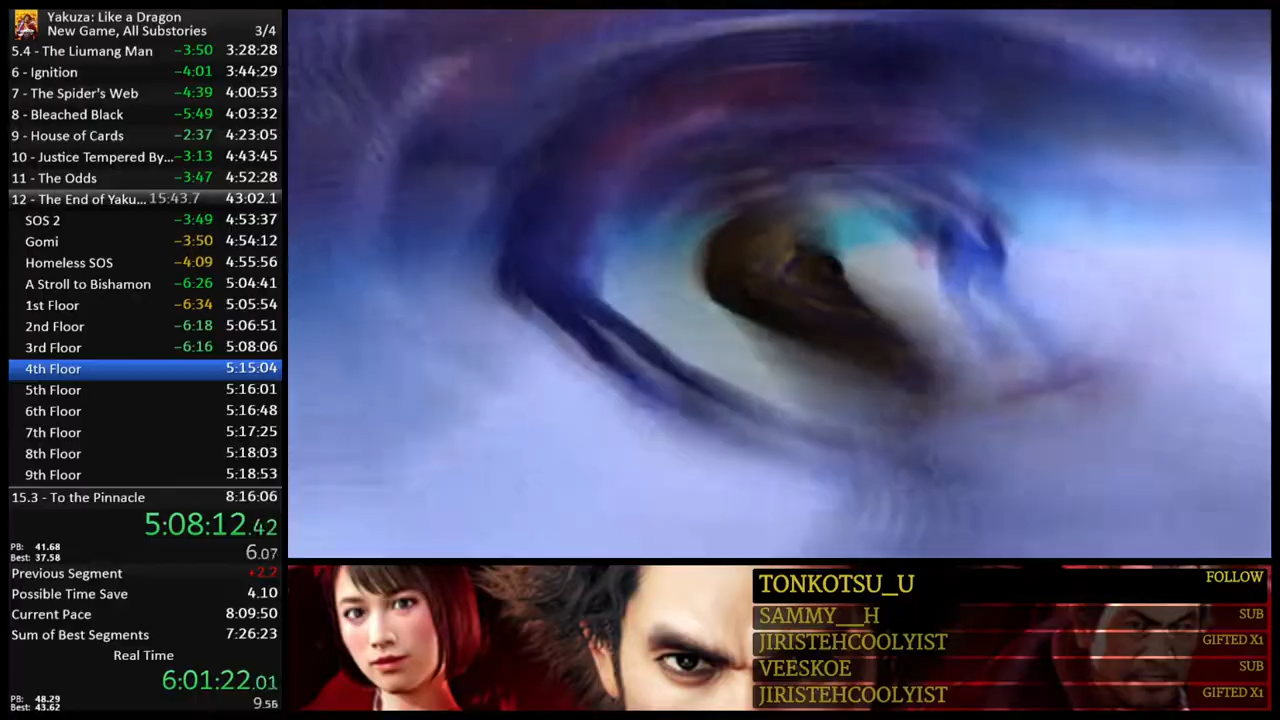 Yakuza: Like a Dragon
New Game, All Substories 3/4
5.4 - The Liumang Man -3:50 3:28:28
6 - Ignition -4:01 3:44:29
7 - The Spider's Web -4:39 4:00:53
8 - Bleached Black -5:49 4:03:32
9 - House of Cards -2:37 4:23:05
10 - Justice Tempered By... -3:13 4:43:45
11 - The Odds -3:47 4:52:28
12 - The End of Yaku... 15:43.7 43:02.1
SOS 2 -3:49 4:53:37
Gomi -3:50 4:54:12
Homeless SOS -4:09 4:55:56
A Stroll to Bishamon -6:26 5:04:41
1st Floor -6:34 5:05:54
2nd Floor -6:18 5:06:51
3rd Floor -6:16 5:08:06
4th Floor 5:15:04
5th Floor 5:16:01
6th Floor 5:16:48
7th Floor 5:17:25
8th Floor 5:18:03
9th Floor 5:18:53
15.3 - To the Pinnacle 8:16:06
5:08:12.42
PB: 41.68
Best: 37.58
6.07
Previous Segment +2.2
Possible Time Save 4.10
Current Pace 8:09:50
Sum of Best Segments 7:26:23
Real Time
6:01:22.01
PB: 48.29
Best: 43.62
9.56
TONKOTSU_U FOLLOW
SAMMY__H SUB
JIRISTEHCOOLYIST GIFTED X1
VEESKOE SUB
JIRISTEHCOOLYIST GIFTED X1